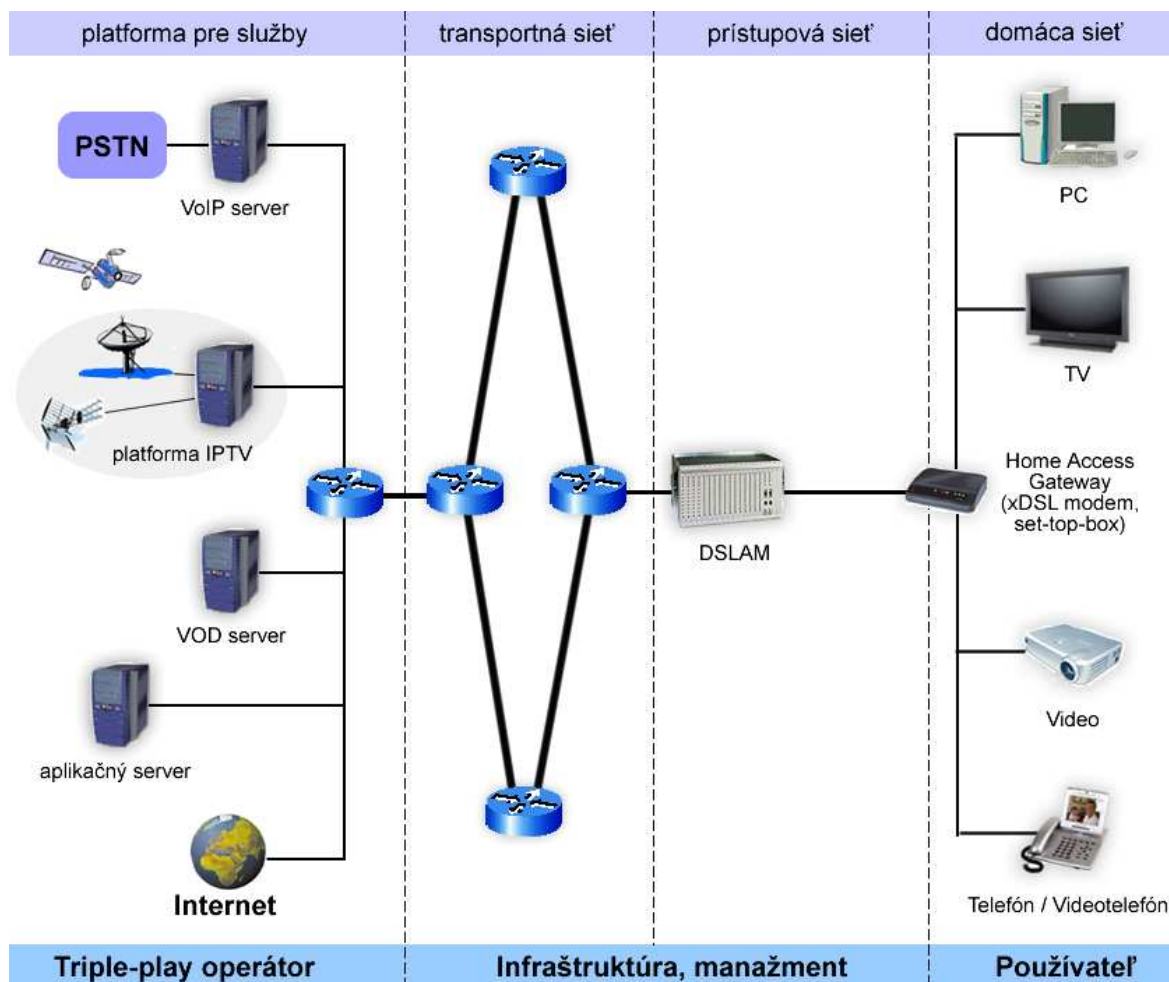 platforma pre služby
transportná sieť
prístupová sieť
domáca sieť
PSTN
VoIP server
platforma IPTV
VOD server
aplikačný server
Internet
DSLAM
PC
TV
Home Access
Gateway
(xDSL modem,
set-top-box)
Video
Telefón / Videotelefón
Triple-play operátor
Infraštruktúra, manažment
Používateľ